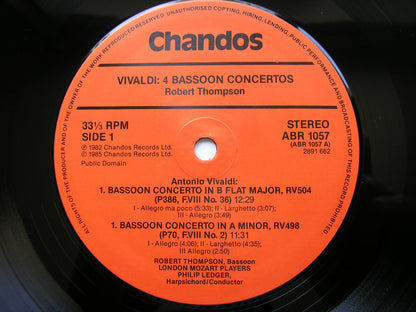 ALL RIGHTS OF THE PRODUCER AND OF THE OWNER OF THE WORK REPRODUCED RESERVED. UNAUTHORISED COPYING, HIRING, LENDING, PUBLIC PERFORMANCE AND BROADCASTING OF THIS RECORD PROHIBITED.
Chandos
VIVALDI: 4 BASSOON CONCERTOS
Robert Thompson
33⅓ RPM
SIDE 1
℗ 1982 Chandos Records Ltd.
© 1985 Chandos Records Ltd.
Public Domain
STEREO
ABR 1057
(ABR 1057 A)
2891 662
Antonio Vivaldi:
1. BASSOON CONCERTO IN B FLAT MAJOR, RV504
(P386, F.VIII No. 36) 12:29
I - Allegro ma poco (5:33); II - Larghetto (3:07);
III - Allegro (3:49)
1. BASSOON CONCERTO IN A MINOR, RV498
(P70, F.VIII No. 2) 11:31
I - Allegro (4:06); II - Larghetto (4:35);
III Allegro (2:50)
ROBERT THOMPSON, Bassoon
LONDON MOZART PLAYERS
PHILIP LEDGER,
Harpsichord/Conductor